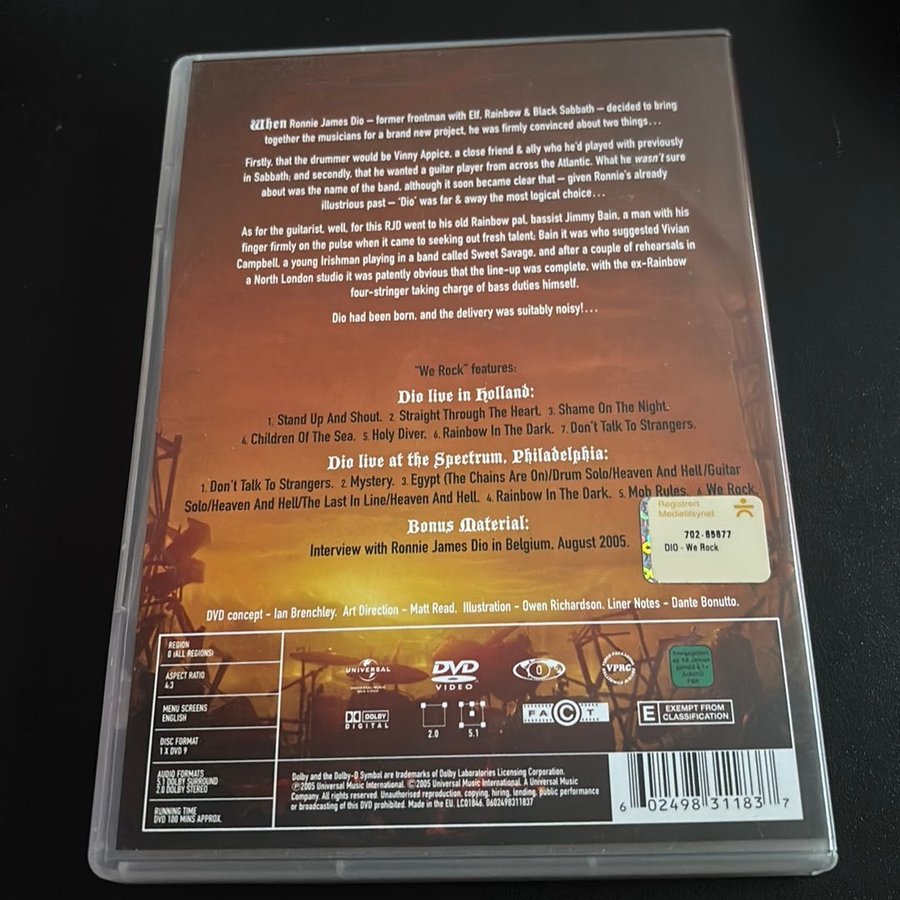 When Ronnie James Dio – former frontman with Elf, Rainbow & Black Sabbath – decided to bring
together the musicians for a brand new project, he was firmly convinced about two things...
Firstly, that the drummer would be Vinny Appice, a close friend & ally who he'd played with previously
in Sabbath; and secondly, that he wanted a guitar player from across the Atlantic. What he wasn't sure
about was the name of the band, although it soon became clear that – given Ronnie's already
illustrious past – 'Dio' was far & away the most logical choice...
As for the guitarist, well, for this RJD went to his old Rainbow pal, bassist Jimmy Bain, a man with his
finger firmly on the pulse when it came to seeking out fresh talent; Bain it was who suggested Vivian
Campbell, a young Irishman playing in a band called Sweet Savage, and after a couple of rehearsals in
a North London studio it was patently obvious that the line-up was complete, with the ex-Rainbow
four-stringer taking charge of bass duties himself.
Dio had been born, and the delivery was suitably noisy!...
"We Rock" features:
Dio live in Holland:
1. Stand Up And Shout. 2. Straight Through The Heart. 3. Shame On The Night.
4. Children Of The Sea. 5. Holy Diver. 6. Rainbow In The Dark. 7. Don't Talk To Strangers.
Dio live at the Spectrum, Philadelphia:
1. Don't Talk To Strangers. 2. Mystery. 3. Egypt (The Chains Are On)/Drum Solo/Heaven And Hell/Guitar
Solo/Heaven And Hell/The Last In Line/Heaven And Hell. 4. Rainbow In The Dark. 5. Mob Rules. 6. We Rock.
Bonus Material:
Interview with Ronnie James Dio in Belgium, August 2005.
Registrert
Medietilsynet
702-85877
DIO - We Rock
DVD concept – Ian Brenchley. Art Direction – Matt Read. Illustration – Owen Richardson. Liner Notes – Dante Bonutto.
REGION
0 (ALL REGIONS)
ASPECT RATIO
4:3
MENU SCREENS
ENGLISH
DISC FORMAT
1 X DVD 9
AUDIO FORMATS
5.1 DOLBY SURROUND
2.0 DOLBY STEREO
RUNNING TIME
DVD 100 MINS APPROX.
UNIVERSAL
DVD
VIDEO
0
VPRC
Freigegeben
ab 12 Jahren
gemäß § 14
JuSchG
FSK
DOLBY
DIGITAL
2.0
5.1
FACT
E EXEMPT FROM
CLASSIFICATION
Dolby and the Dolby-D Symbol are trademarks of Dolby Laboratories Licensing Corporation.
℗2005 Universal Music International. ©2005 Universal Music International. A Universal Music
Company. All rights reserved. Unauthorised reproduction, copying, hiring, lending, public performance
or broadcasting of this DVD prohibited. Made in the EU. LC01846. 0602498311837
6 02498 31183 7